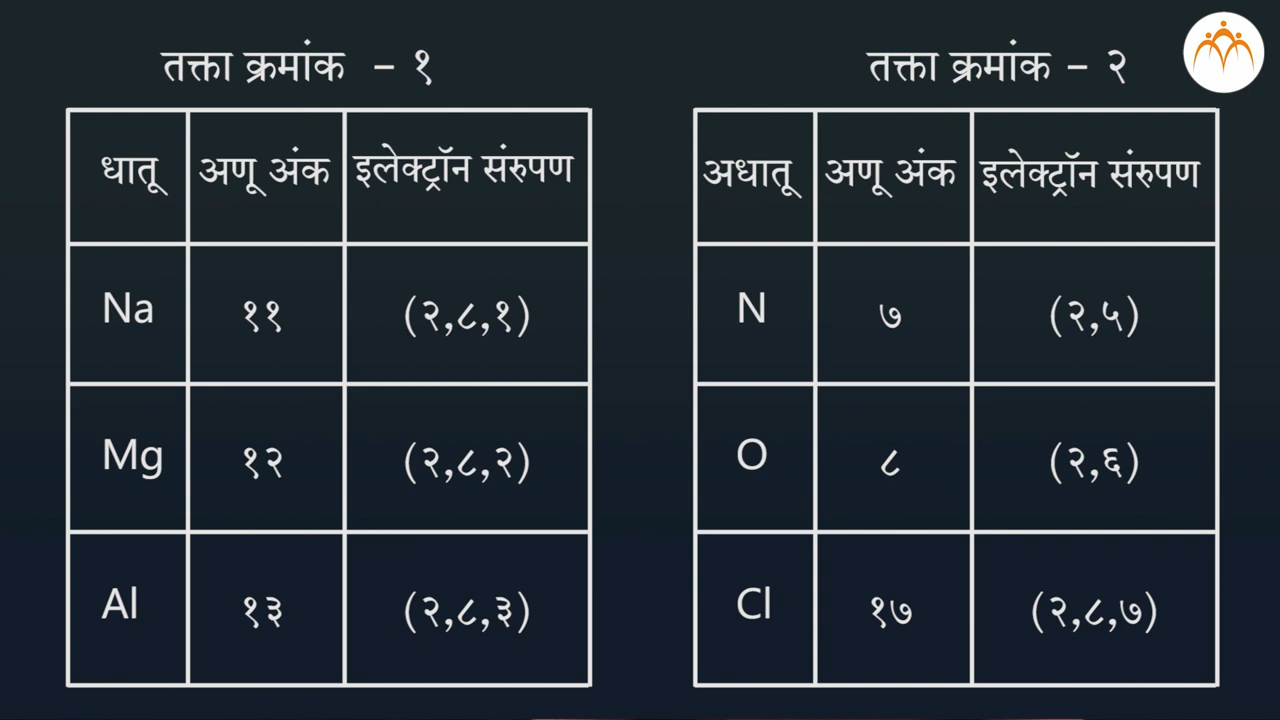 तक्ता क्रमांक – १
धातू अणू अंक इलेक्ट्रॉन संरुपण
Na ११ (२,८,१)
Mg १२ (२,८,२)
Al १३ (२,८,३)
तक्ता क्रमांक – २
अधातू अणू अंक इलेक्ट्रॉन संरुपण
N ७ (२,५)
O ८ (२,६)
Cl १७ (२,८,७)